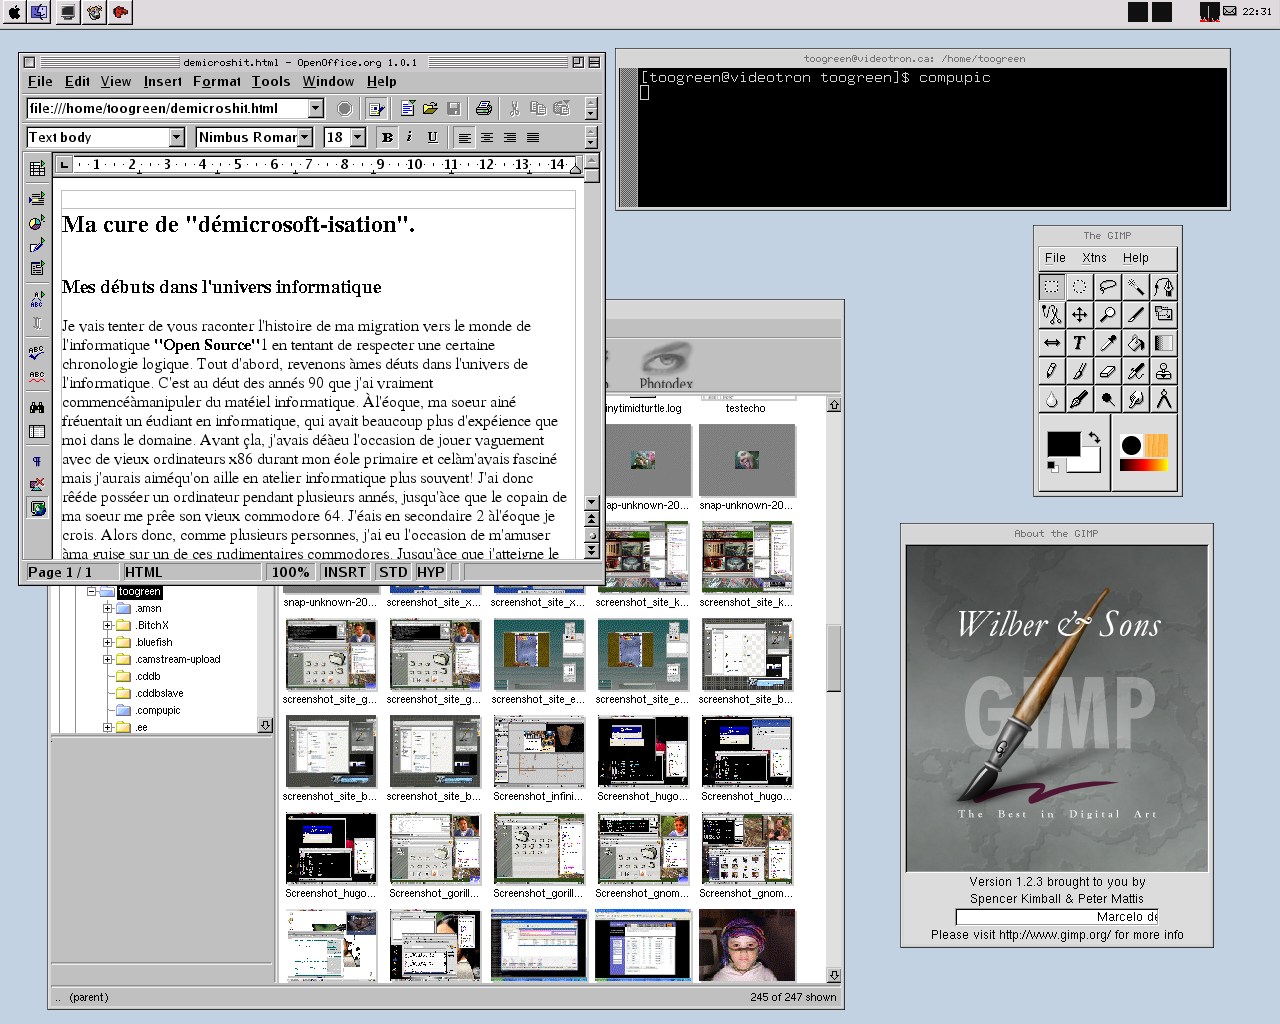 22:31
demicroshit.html - OpenOffice.org 1.0.1
File Edit View Insert Format Tools Window Help
file:///home/toogreen/demicroshit.html
Text body Nimbus Romar 18 B i U
1 2 3 4 5 6 7 8 9 10 11 12 13 14
Ma cure de "démicrosoft-isation".
Mes débuts dans l'univers informatique
Je vais tenter de vous raconter l'histoire de ma migration vers le monde de
l'informatique "Open Source"1 en tentant de respecter une certaine
chronologie logique. Tout d'abord, revenons àmes déuts dans l'univers de
l'informatique. C'est au déut des annés 90 que j'ai vraiment
commencéàmanipuler du matéiel informatique. Àl'éoque, ma soeur ainé
fréuentait un éudiant en informatique, qui avait beaucoup plus d'expéience que
moi dans le domaine. Avant çla, j'avais déàeu l'occasion de jouer vaguement
avec de vieux ordinateurs x86 durant mon éole primaire et celàm'avais fasciné
mais j'aurais aiméqu'on aille en atelier informatique plus souvent! J'ai donc
rêéde posséer un ordinateur pendant plusieurs annés, jusqu'àce que le copain de
ma soeur me prêe son vieux commodore 64. J'éais en secondaire 2 àl'éoque je
crois. Alors donc, comme plusieurs personnes, j'ai eu l'occasion de m'amuser
àma guise sur un de ces rudimentaires commodores. Jusqu'àce que j'atteigne le
Page 1 / 1 HTML 100% INSRT STD HYP
toogreen@videotron.ca: /home/toogreen
[toogreen@videotron toogreen]$ compupic
The GIMP
File Xtns Help
Photodex
inytimidturtle.log testecho
snap-unknown-20... snap-unknown-20...
snap-unknown-20... screenshot_site_x... screenshot_site_x... screenshot_site_k... screenshot_site_k...
screenshot_site_g... screenshot_site_g... screenshot_site_e... screenshot_site_e... screenshot_site_b...
screenshot_site_b... screenshot_site_b... Screenshot_infini... Screenshot_hugo... Screenshot_hugo...
Screenshot_hugo... Screenshot_gorill... Screenshot_gorill... Screenshot_gnom... Screenshot_gnom...
toogreen
.amsn
.BitchX
.bluefish
.camstream-upload
.cddb
.cddbslave
.compupic
.ee
.. (parent)
245 of 247 shown
About the GIMP
Wilber & Sons
GIMP
The Best in Digital Art
Version 1.2.3 brought to you by
Spencer Kimball & Peter Mattis
Marcelo de
Please visit http://www.gimp.org/ for more info